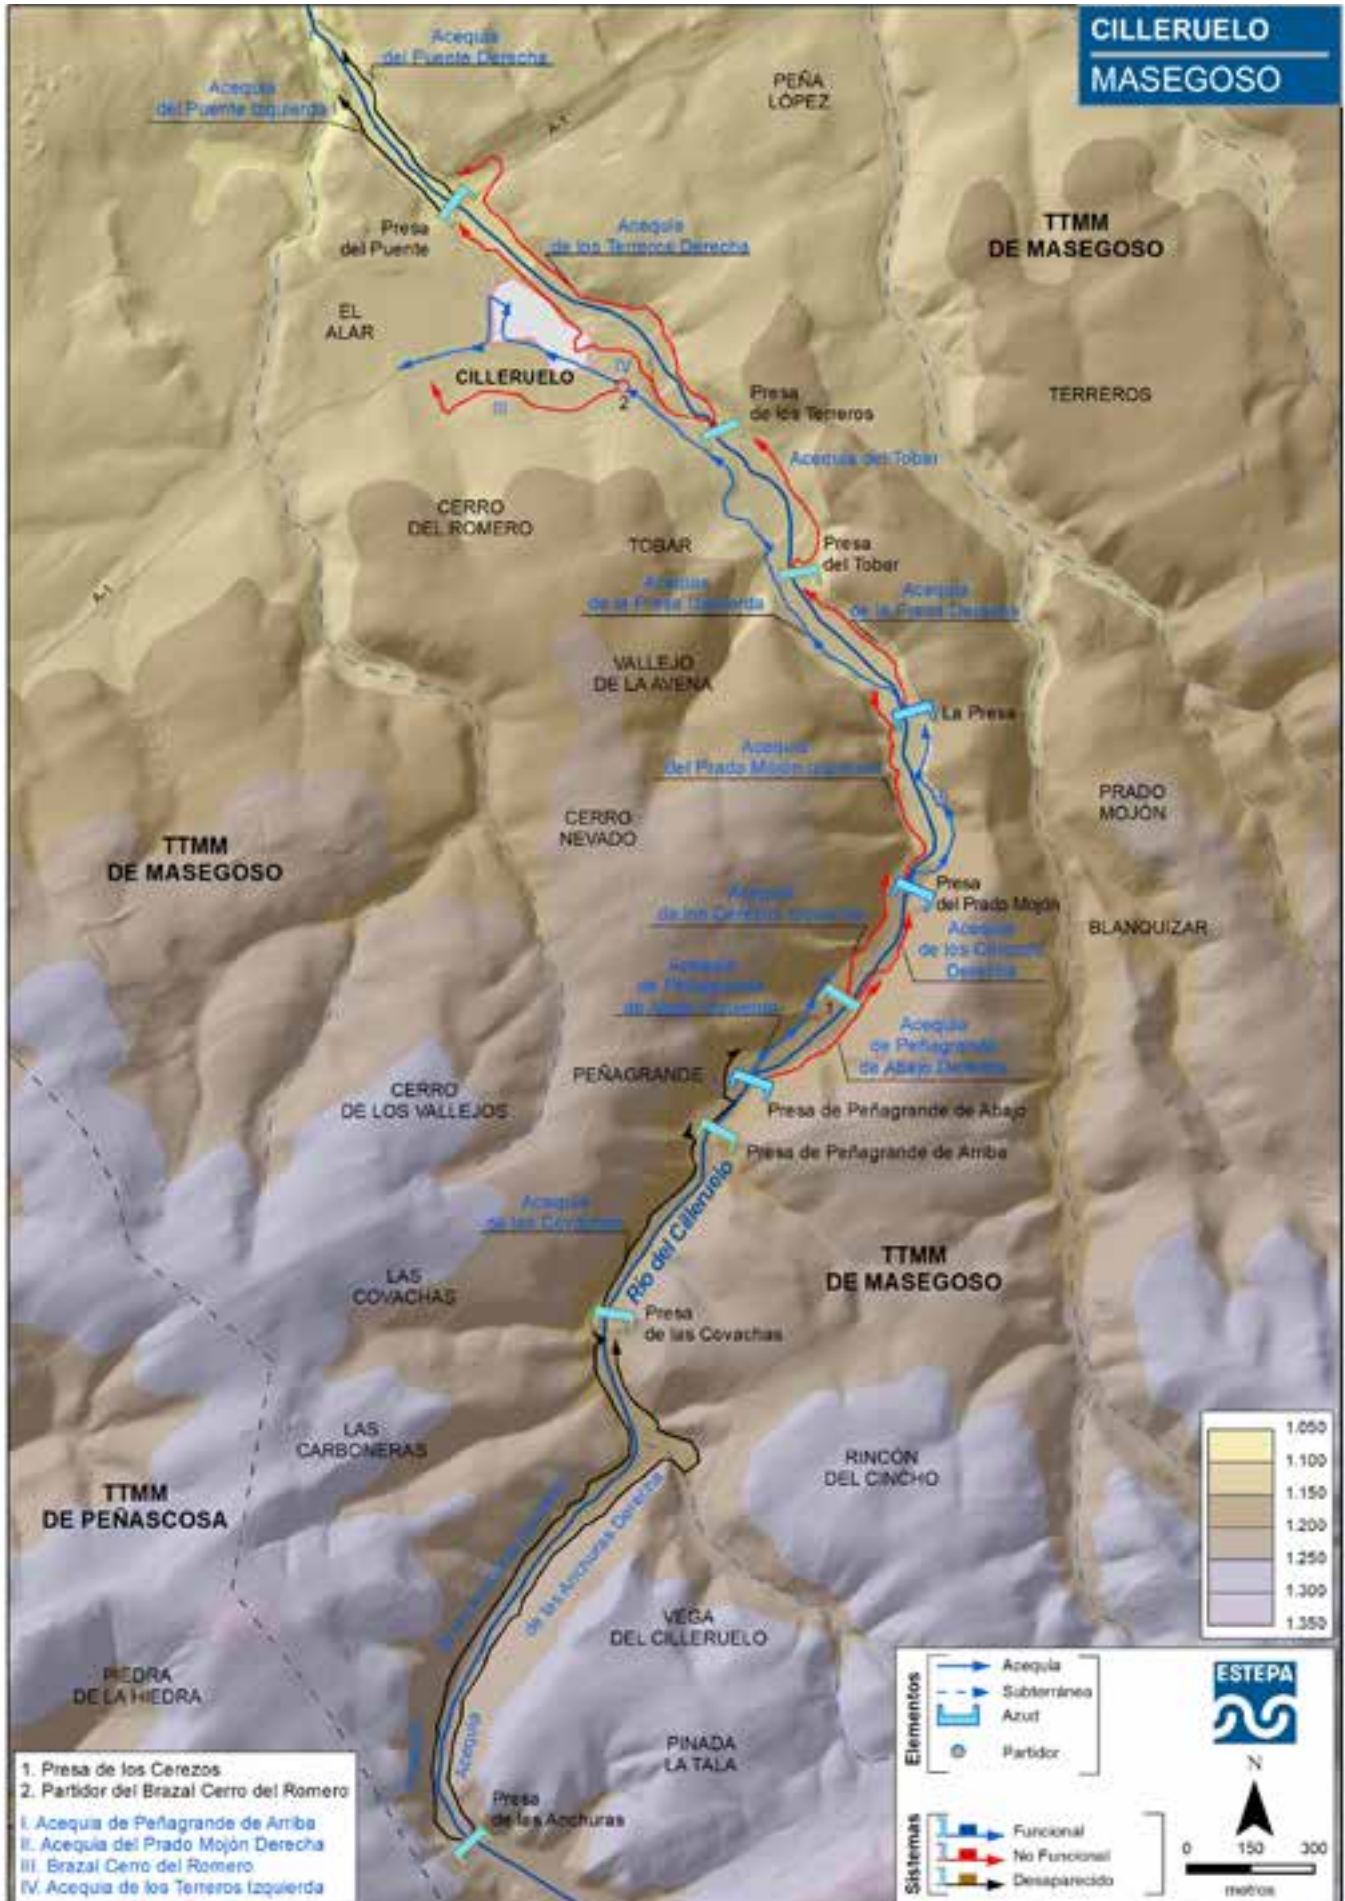 CILLERUELO
MASEGOSO
Acequia
del Puente Derecha
Acequia
del Puente Izquierda
PEÑA
LÓPEZ
A-1
Presa
del Puente
Acequia
de los Terreros Derecha
TTMM
DE MASEGOSO
EL
ALAR
CILLERUELO
IV
III
2
Presa
de los Terreros
TERREROS
Acequia del Tobar
CERRO
DEL ROMERO
TOBAR
Presa
del Tobar
A-1
Acequia
de la Presa Izquierda
Acequia
de la Presa Derecha
VALLEJO
DE LA AVENA
La Presa
Acequia
del Prado Mojón Izquierda
II
PRADO
MOJÓN
CERRO
NEVADO
TTMM
DE MASEGOSO
Presa
del Prado Mojón
Acequia
de los Cerezos Izquierda
BLANQUIZAR
Acequia
de los Cerezos
Derecha
Acequia
de Peñagrande
de Abajo Izquierda
1
Acequia
de Peñagrande
de Abajo Derecha
PEÑAGRANDE
CERRO
DE LOS VALLEJOS
Presa de Peñagrande de Abajo
Presa de Peñagrande de Arriba
Acequia
de las Covachas
Río del Cilleruelo
TTMM
DE MASEGOSO
LAS
COVACHAS
Presa
de las Covachas
LAS
CARBONERAS
RINCÓN
DEL CINCHO
TTMM
DE PEÑASCOSA
Acequia
de las Anchuras Derecha
VEGA
DEL CILLERUELO
PIEDRA
DE LA HIEDRA
PINADA
LA TALA
Presa
de las Anchuras
1.050
1.100
1.150
1.200
1.250
1.300
1.350
Elementos
Acequia
Subterránea
Azud
Partidor
Sistemas
Funcional
No Funcional
Desaparecido
ESTEPA
N
0 150 300
metros
1. Presa de los Cerezos
2. Partidor del Brazal Cerro del Romero
I. Acequia de Peñagrande de Arriba
II. Acequia del Prado Mojón Derecha
III. Brazal Cerro del Romero
IV. Acequia de los Terreros Izquierda